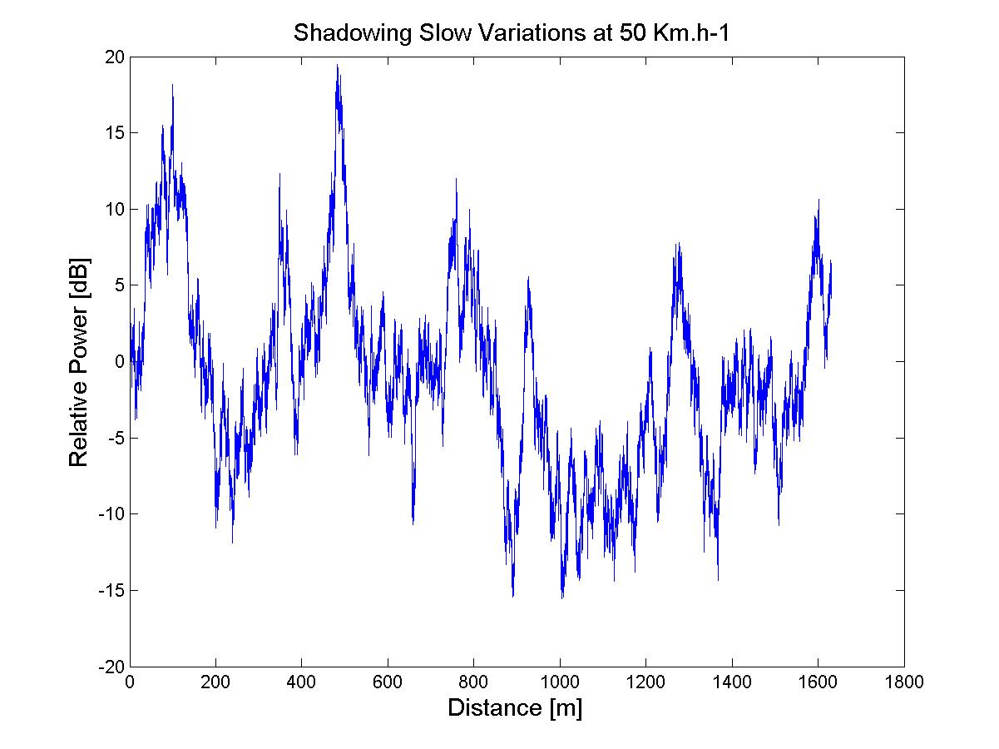 Shadowing Slow Variations at 50 Km.h-1
Relative Power [dB]
20
15
10
5
0
-5
-10
-15
-20
0 200 400 600 800 1000 1200 1400 1600 1800
Distance [m]